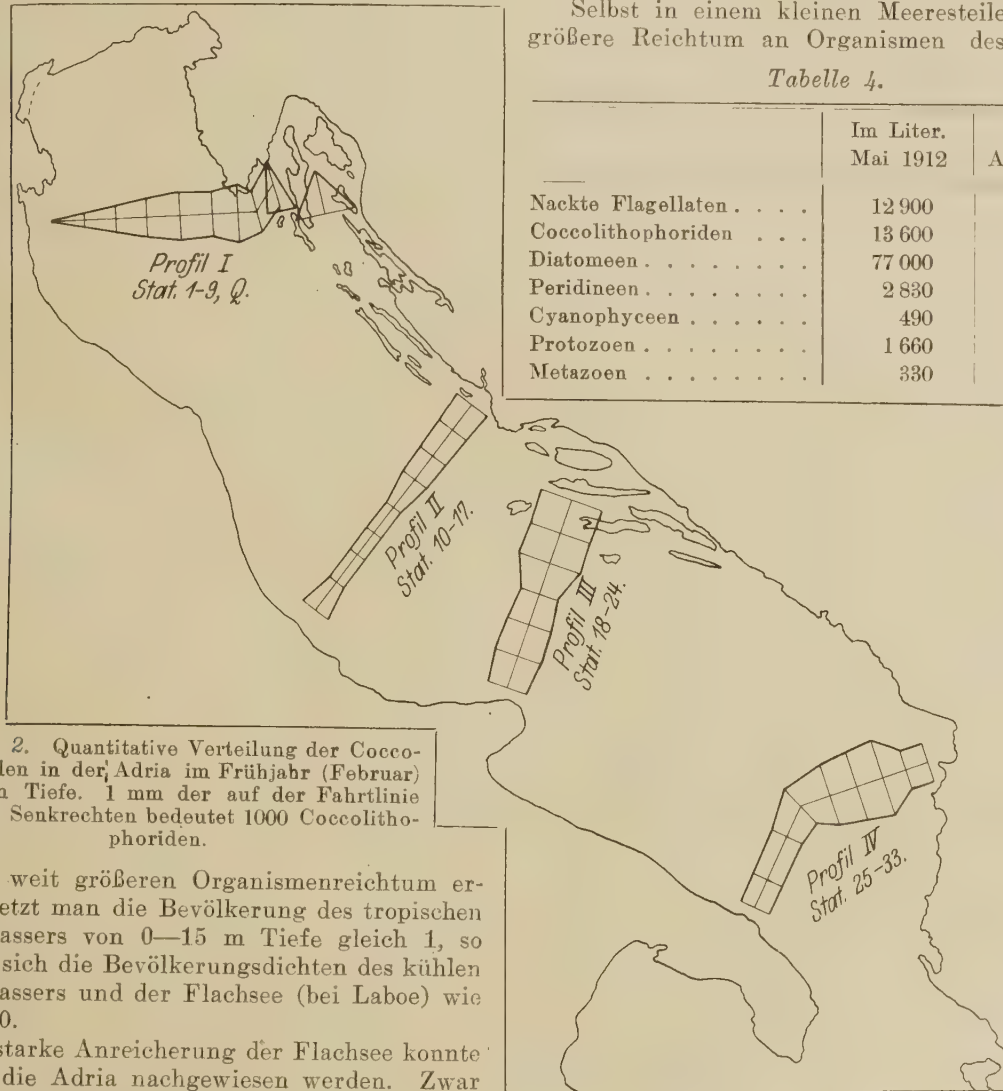 Selbst in einem kleinen Meeresteile
größere Reichtum an Organismen des
Tabelle 4.
Im Liter.
Mai 1912 A
Nackte Flagellaten . . . . 12 900
Coccolithophoriden . . . 13 600
Diatomeen . . . . . . . 77 000
Peridineen . . . . . . . 2 830
Cyanophyceen . . . . . . 490
Protozoen . . . . . . . 1 660
Metazoen . . . . . . . . 330
Profil I
Stat. 1-9, Q.
Profil II
Stat. 10-17.
Profil III
Stat. 18-24.
Profil IV
Stat. 25-33.
2. Quantitative Verteilung der Cocco-
len in der Adria im Frühjahr (Februar)
Tiefe. 1 mm der auf der Fahrtlinie
Senkrechten bedeutet 1000 Coccolitho-
phoriden.
weit größeren Organismenreichtum er-
etzt man die Bevölkerung des tropischen
assers von 0—15 m Tiefe gleich 1, so
sich die Bevölkerungsdichten des kühlen
assers und der Flachsee (bei Laboe) wie
0.
starke Anreicherung der Flachsee konnte
die Adria nachgewiesen werden. Zwar